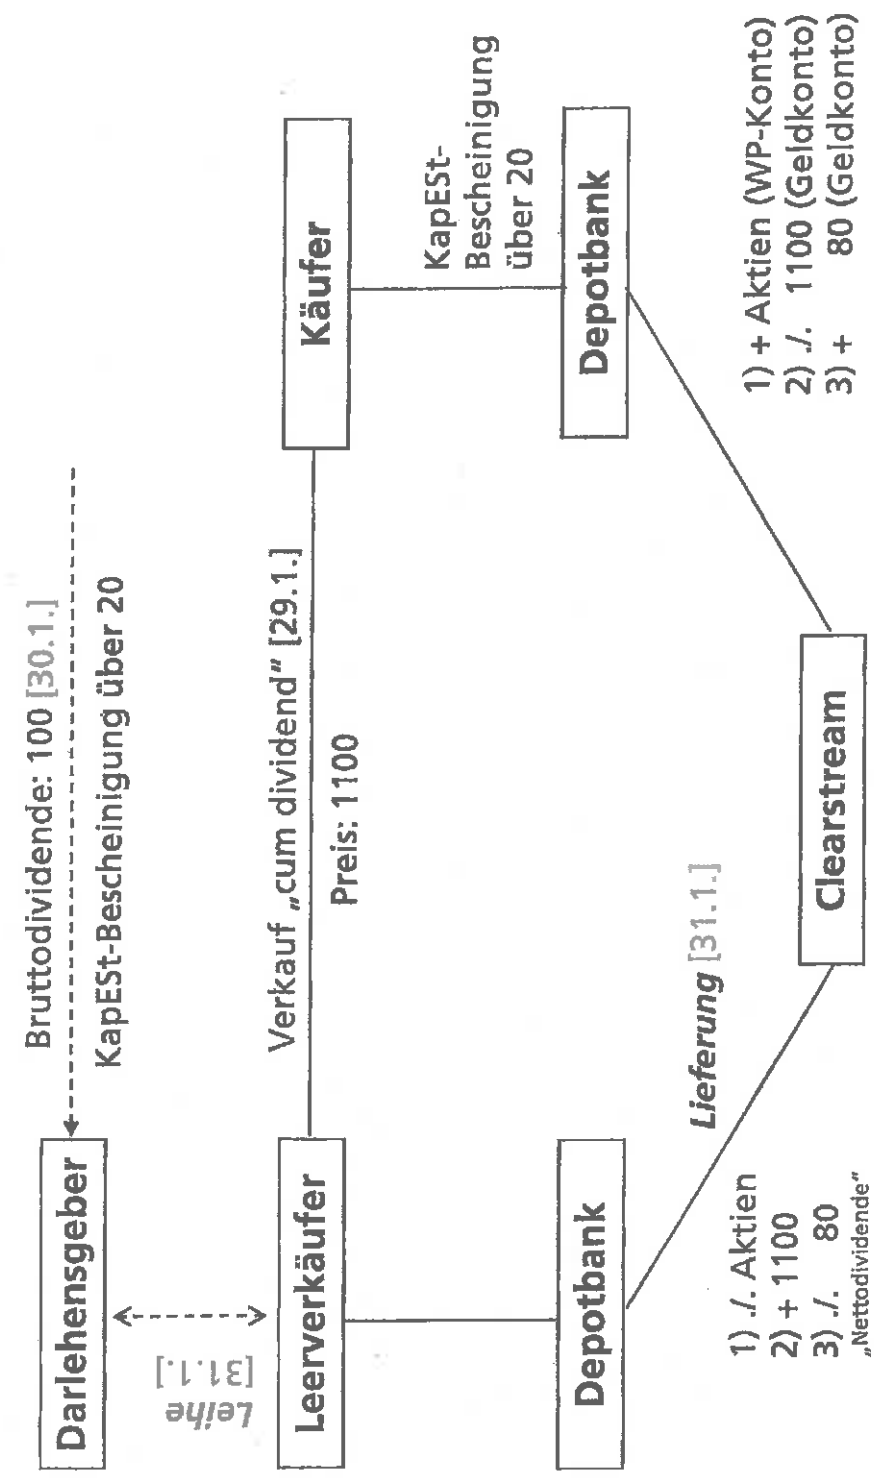 Bruttodividende: 100 [30.1.]
KapESt-Bescheinigung über 20
Darlehensgeber
Leihe
[31.1.]
Verkauf „cum dividend“ [29.1.]
Preis: 1100
Leerverkäufer
Käufer
KapESt-
Bescheinigung
über 20
Depotbank
Depotbank
Lieferung [31.1.]
Clearstream
1) ./. Aktien
2) + 1100
3) ./. 80
„Nettodividende“
1) + Aktien (WP-Konto)
2) ./. 1100 (Geldkonto)
3) + 80 (Geldkonto)